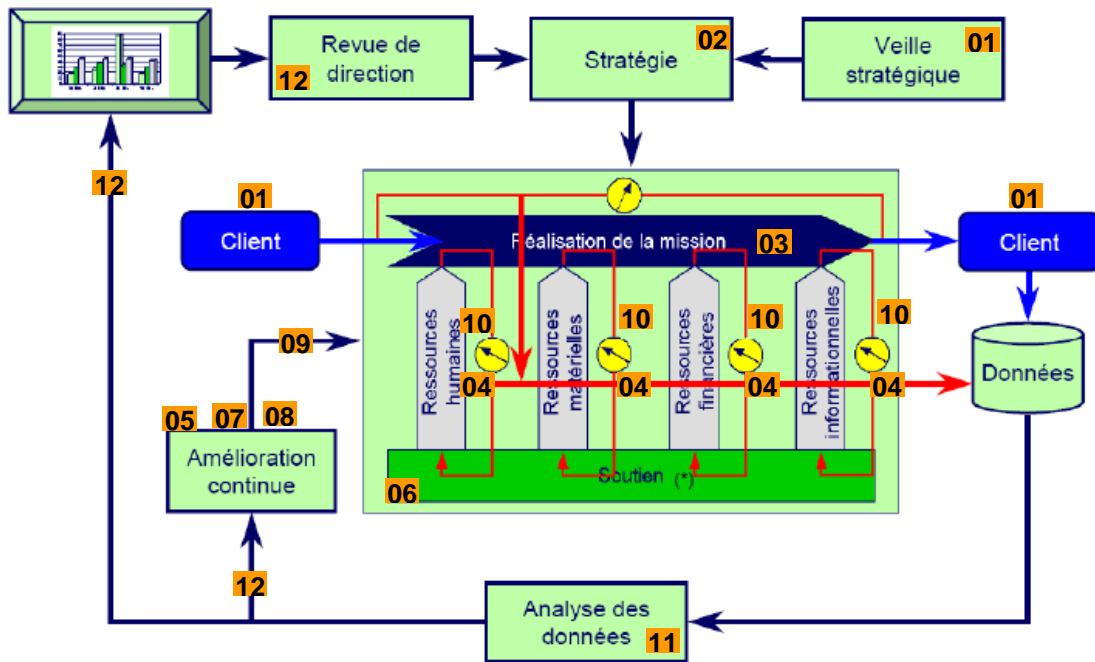 Revue de
direction
12
Stratégie
02
Veille
stratégique
01
12
01
Client
Réalisation de la mission
03
01
Client
Ressources
humaines
10
04
Ressources
matérielles
10
04
Ressources
financières
10
04
Ressources
informationnelles
10
04
Données
09
05
07
08
Amélioration
continue
06
Soutien (*)
12
Analyse des
données
11